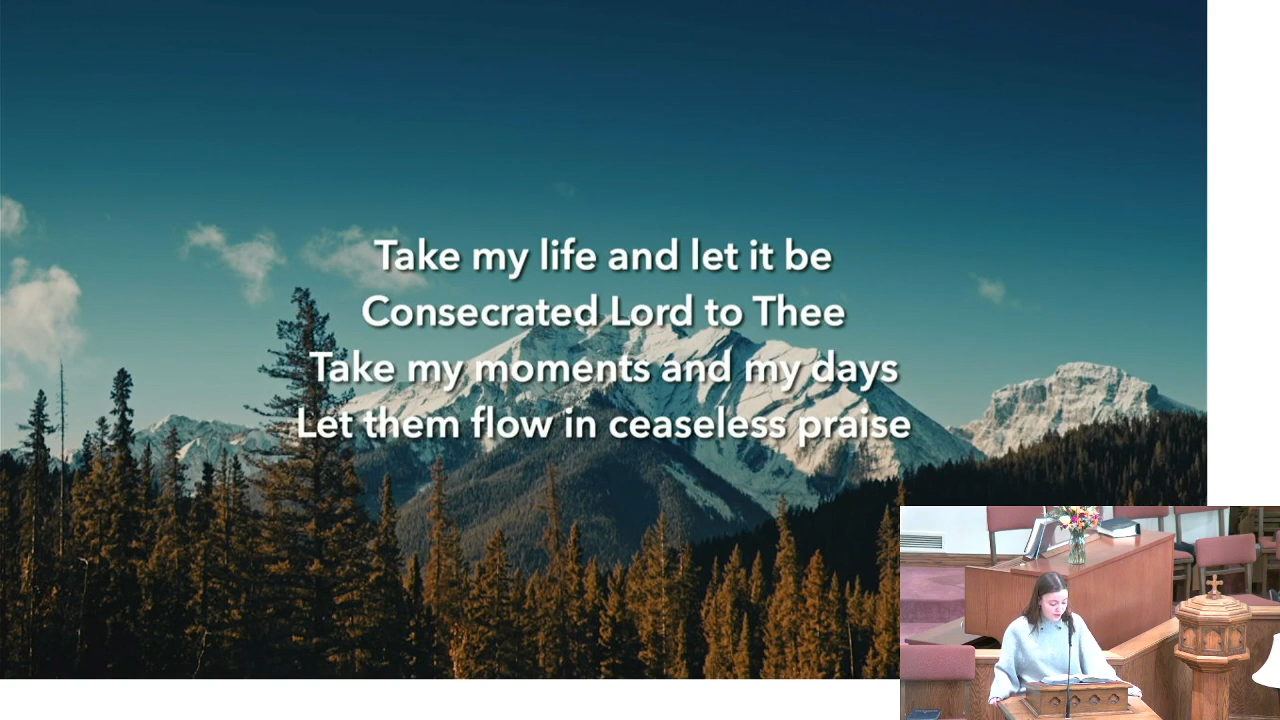 Take my life and let it be
Consecrated Lord to Thee
Take my moments and my days
Let them flow in ceaseless praise